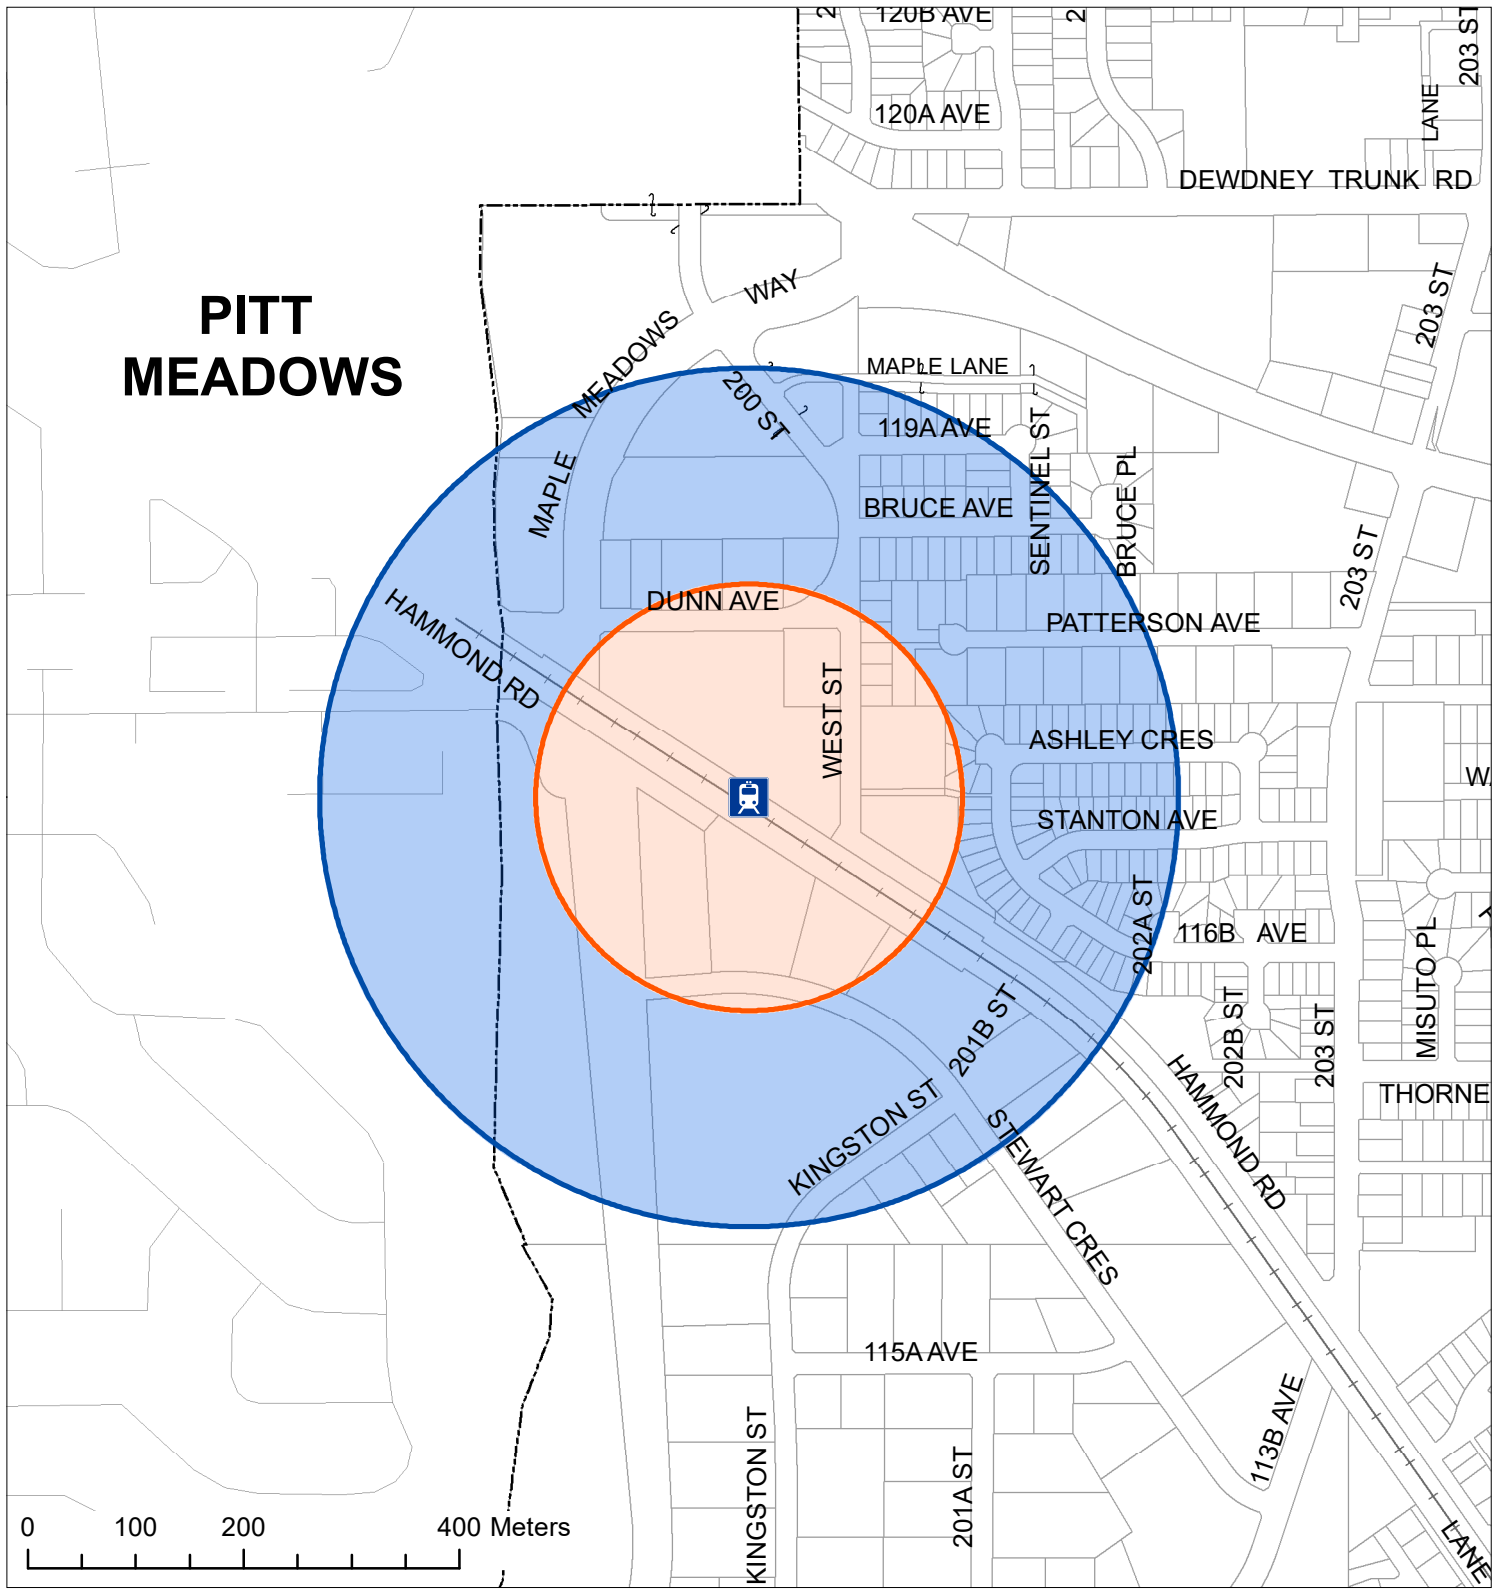 120B AVE
2
2
203 ST
120A AVE
LANE
DEWDNEY TRUNK RD
PITT
MEADOWS
WAY
203 ST
MEADOWS
MAPLE LANE
200 ST
119A AVE
SENTINEL ST
BRUCE PL
MAPLE
BRUCE AVE
203 ST
HAMMOND RD
DUNN AVE
PATTERSON AVE
WEST ST
ASHLEY CRES
STANTON AVE
202A ST
116B AVE
MISUTO PL
201B ST
202B ST
203 ST
KINGSTON ST
HAMMOND RD
THORNE
STEWART CRES
115A AVE
KINGSTON ST
201A ST
113B AVE
LANE
0 100 200 400 Meters